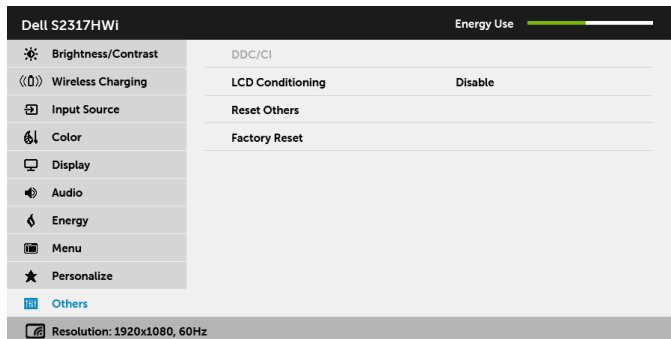 Dell S2317HWi
Energy Use
Brightness/Contrast
DDC/CI
Wireless Charging
LCD Conditioning Disable
Input Source
Reset Others
Color
Factory Reset
Display
Audio
Energy
Menu
Personalize
Others
Resolution: 1920x1080, 60Hz